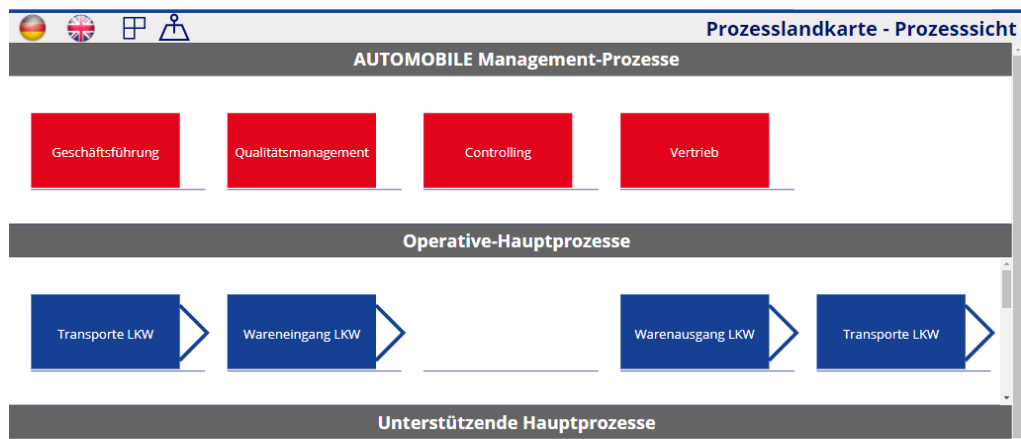 Prozesslandkarte - Prozesssicht
AUTOMOBILE Management-Prozesse
Geschäftsführung
Qualitätsmanagement
Controlling
Vertrieb
Operative-Hauptprozesse
Transporte LKW
Wareneingang LKW
Warenausgang LKW
Transporte LKW
Unterstützende Hauptprozesse